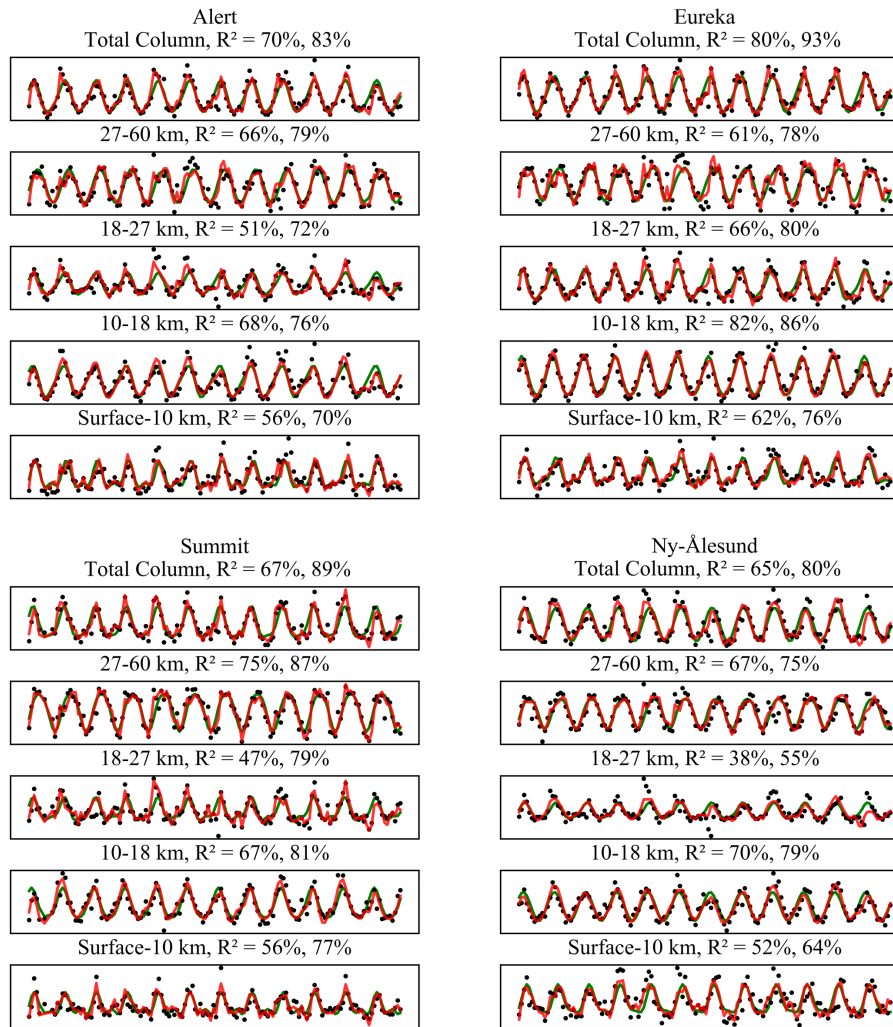 Alert
Total Column, R² = 70%, 83%
27-60 km, R² = 66%, 79%
18-27 km, R² = 51%, 72%
10-18 km, R² = 68%, 76%
Surface-10 km, R² = 56%, 70%
Eureka
Total Column, R² = 80%, 93%
27-60 km, R² = 61%, 78%
18-27 km, R² = 66%, 80%
10-18 km, R² = 82%, 86%
Surface-10 km, R² = 62%, 76%
Summit
Total Column, R² = 67%, 89%
27-60 km, R² = 75%, 87%
18-27 km, R² = 47%, 79%
10-18 km, R² = 67%, 81%
Surface-10 km, R² = 56%, 77%
Ny-Ålesund
Total Column, R² = 65%, 80%
27-60 km, R² = 67%, 75%
18-27 km, R² = 38%, 55%
10-18 km, R² = 70%, 79%
Surface-10 km, R² = 52%, 64%